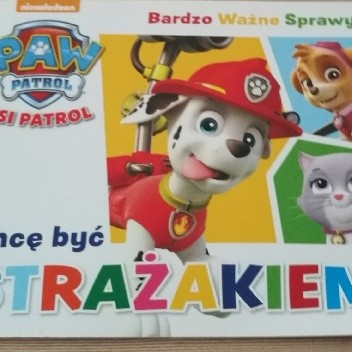 nickelodeon
Bardzo Ważne Sprawy
PAW
PATROL
SI PATROL
ncę być
STRAŻAKIEM